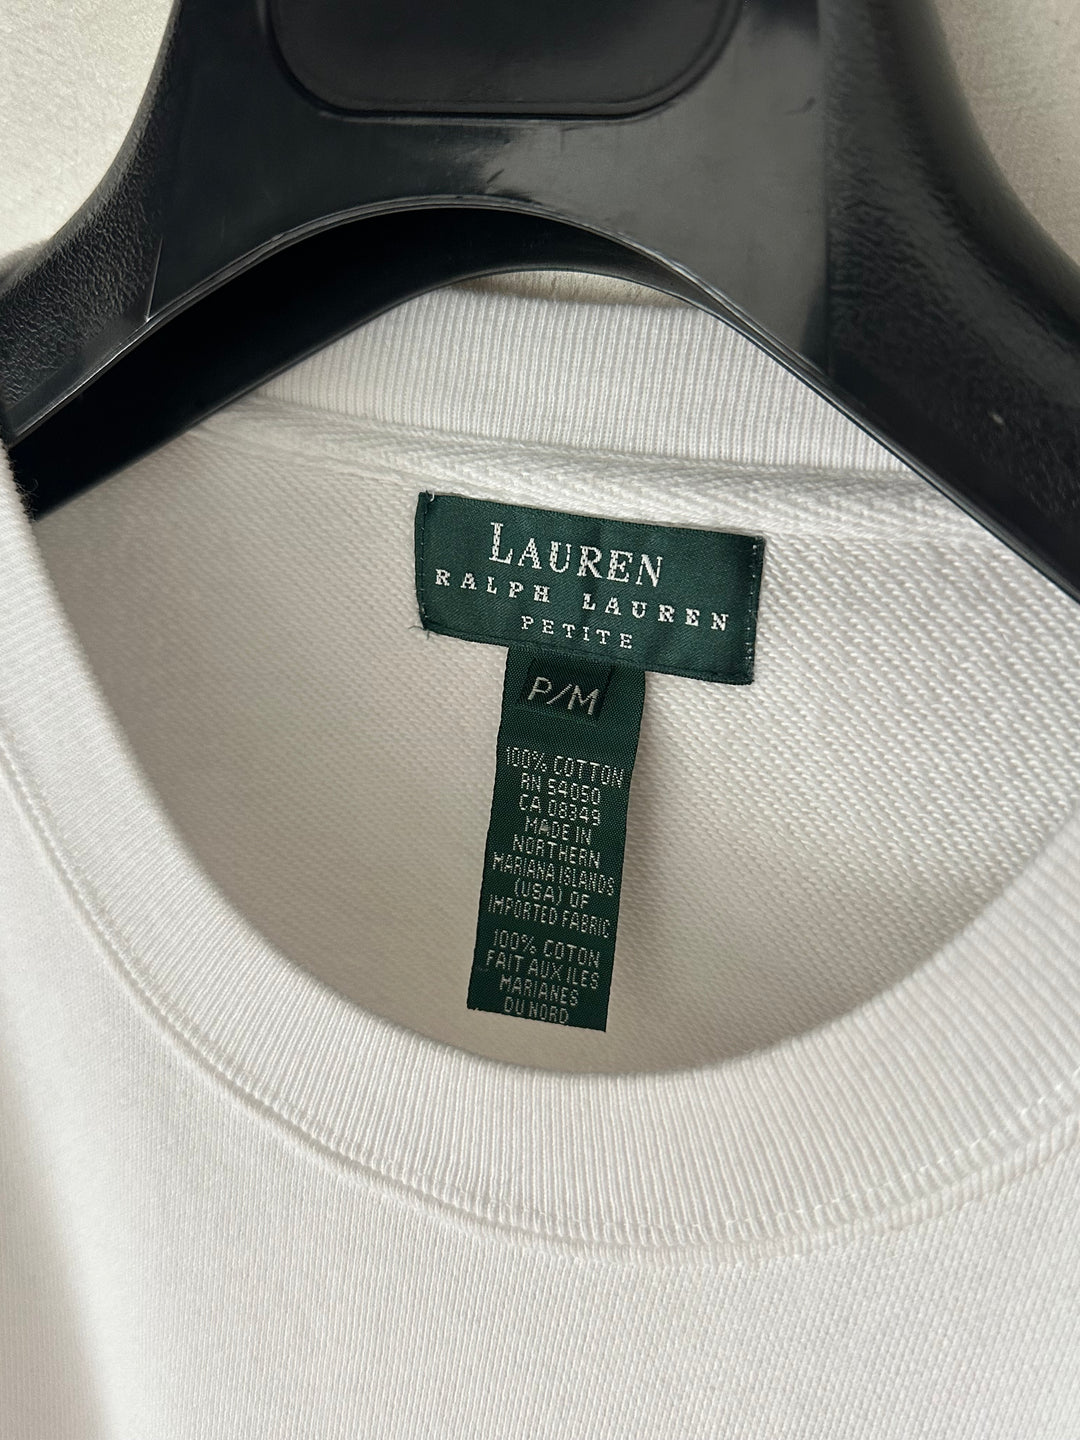 LAUREN
RALPH LAUREN
PETITE
P/M
100% COTTON
RN 54050
CA 08349
MADE IN
NORTHERN
MARIANA ISLANDS
(USA) OF
IMPORTED FABRIC
100% COTON
FAIT AUX ILES
MARIANES
DU NORD